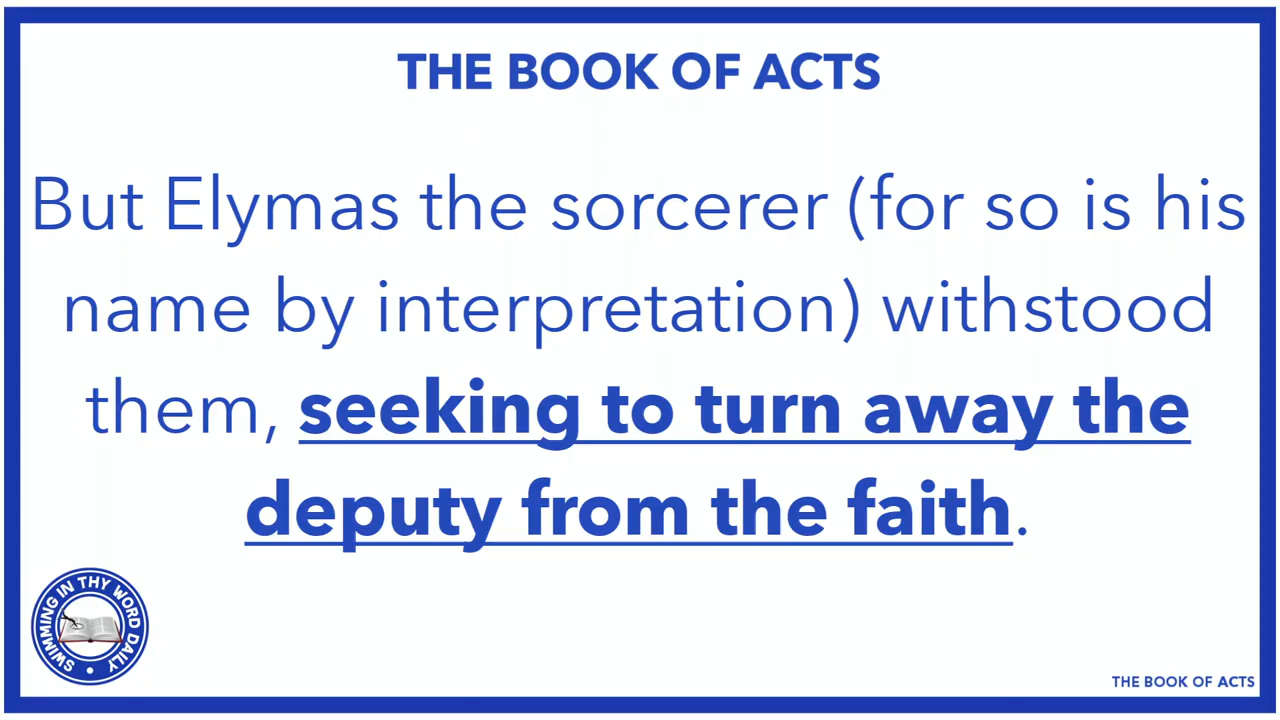 THE BOOK OF ACTS
But Elymas the sorcerer (for so is his
name by interpretation) withstood
them, seeking to turn away the
deputy from the faith.
SWIMMING IN THY WORD DAILY
THE BOOK OF ACTS